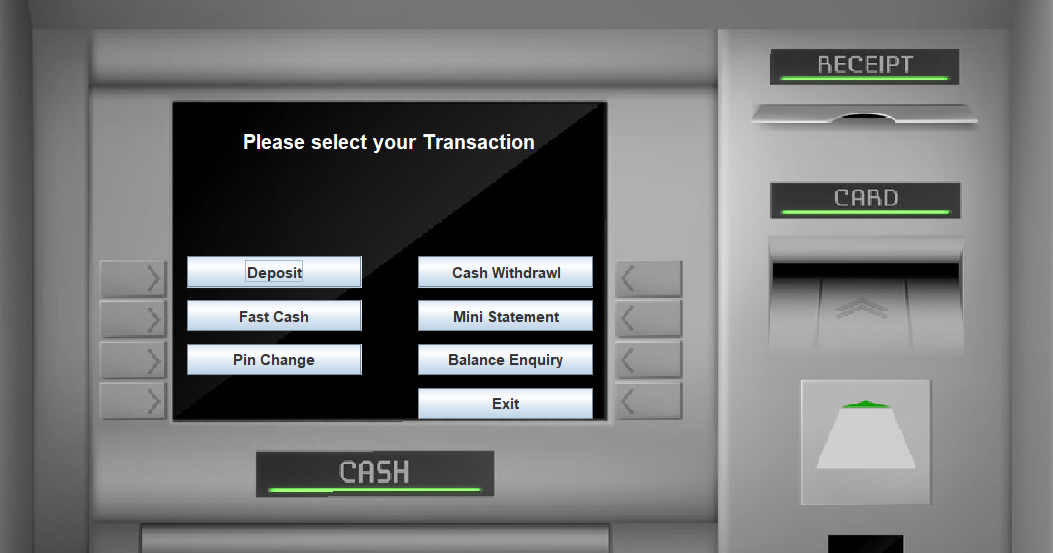 RECEIPT
Please select your Transaction
CARD
Deposit
Cash Withdrawl
Fast Cash
Mini Statement
Pin Change
Balance Enquiry
Exit
CASH